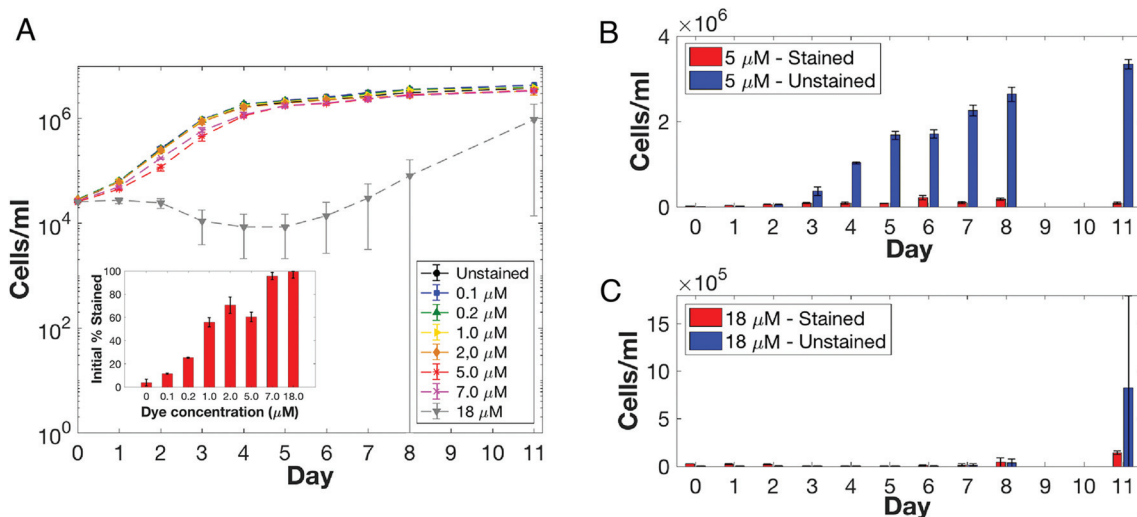 A
Cells/ml
10^6
10^4
10^2
10^0
0 1 2 3 4 5 6 7 8 9 10 11
Day
Initial % Stained
100
80
60
40
20
0
0 0.1 0.2 1.0 2.0 5.0 7.0 18.0
Dye concentration (μM)
Unstained
0.1 μM
0.2 μM
1.0 μM
2.0 μM
5.0 μM
7.0 μM
18 μM
B
×10^6
Cells/ml
4
2
0
5 μM - Stained
5 μM - Unstained
0 1 2 3 4 5 6 7 8 9 10 11
Day
C
×10^5
Cells/ml
15
10
5
0
18 μM - Stained
18 μM - Unstained
0 1 2 3 4 5 6 7 8 9 10 11
Day